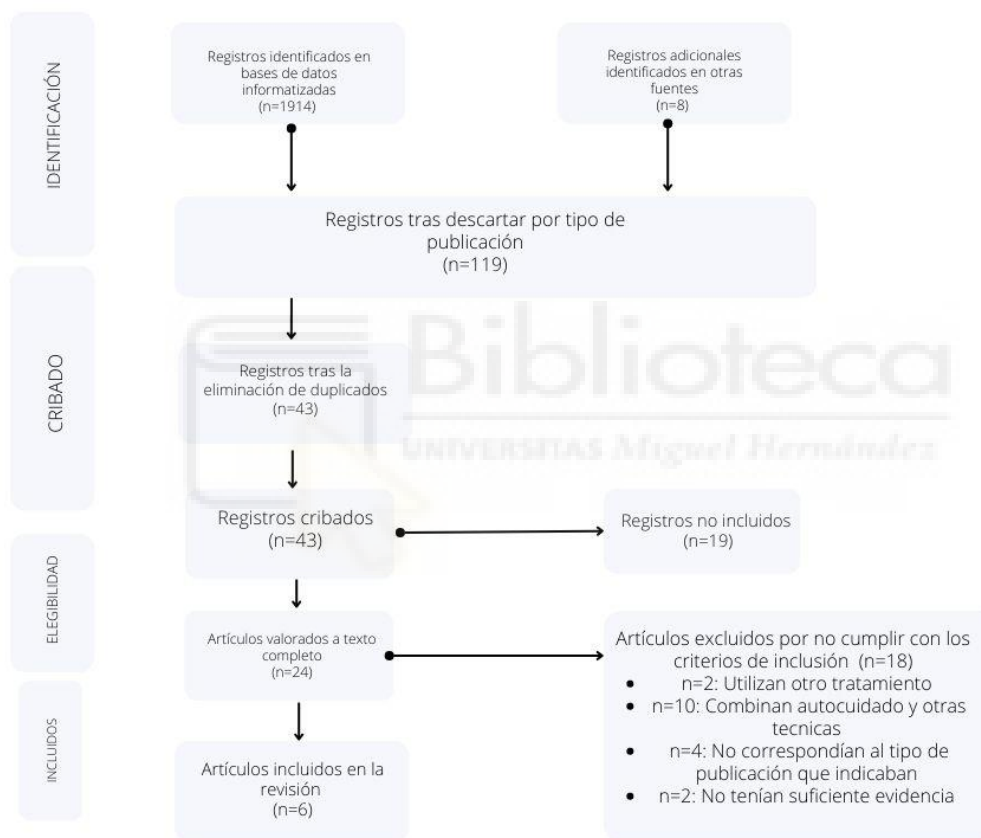 IDENTIFICACIÓN
Registros identificados en
bases de datos
informatizadas
(n=1914)
Registros adicionales
identificados en otras
fuentes
(n=8)
Registros tras descartar por tipo de
publicación
(n=119)
CRIBADO
Registros tras la
eliminación de duplicados
(n=43)
Biblioteca
UNIVERSITAS Miguel Hernández
Registros cribados
(n=43)
Registros no incluidos
(n=19)
ELEGIBILIDAD
Artículos valorados a texto
completo
(n=24)
Artículos excluidos por no cumplir con los
criterios de inclusión (n=18)
• n=2: Utilizan otro tratamiento
• n=10: Combinan autocuidado y otras
tecnicas
• n=4: No correspondían al tipo de
publicación que indicaban
• n=2: No tenían suficiente evidencia
INCLUIDOS
Artículos incluidos en la
revisión
(n=6)